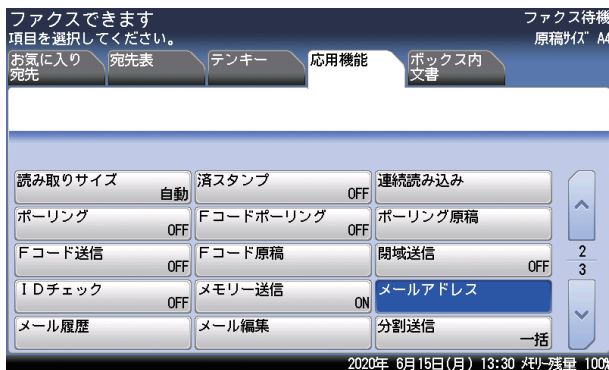 ファクスできます
ファクス待機
項目を選択してください。
原稿サイズ A4
お気に入り
宛先
宛先表
テンキー
応用機能
ボックス内
文書
読み取りサイズ
自動
済スタンプ
OFF
連続読み込み
ポーリング
OFF
Fコードポーリング
OFF
ポーリング原稿
Fコード送信
OFF
Fコード原稿
閉域送信
OFF
2
3
IDチェック
OFF
メモリー送信
ON
メールアドレス
メール履歴
メール編集
分割送信
一括
2020年 6月15日(月) 13:30 メモリー残量 100%